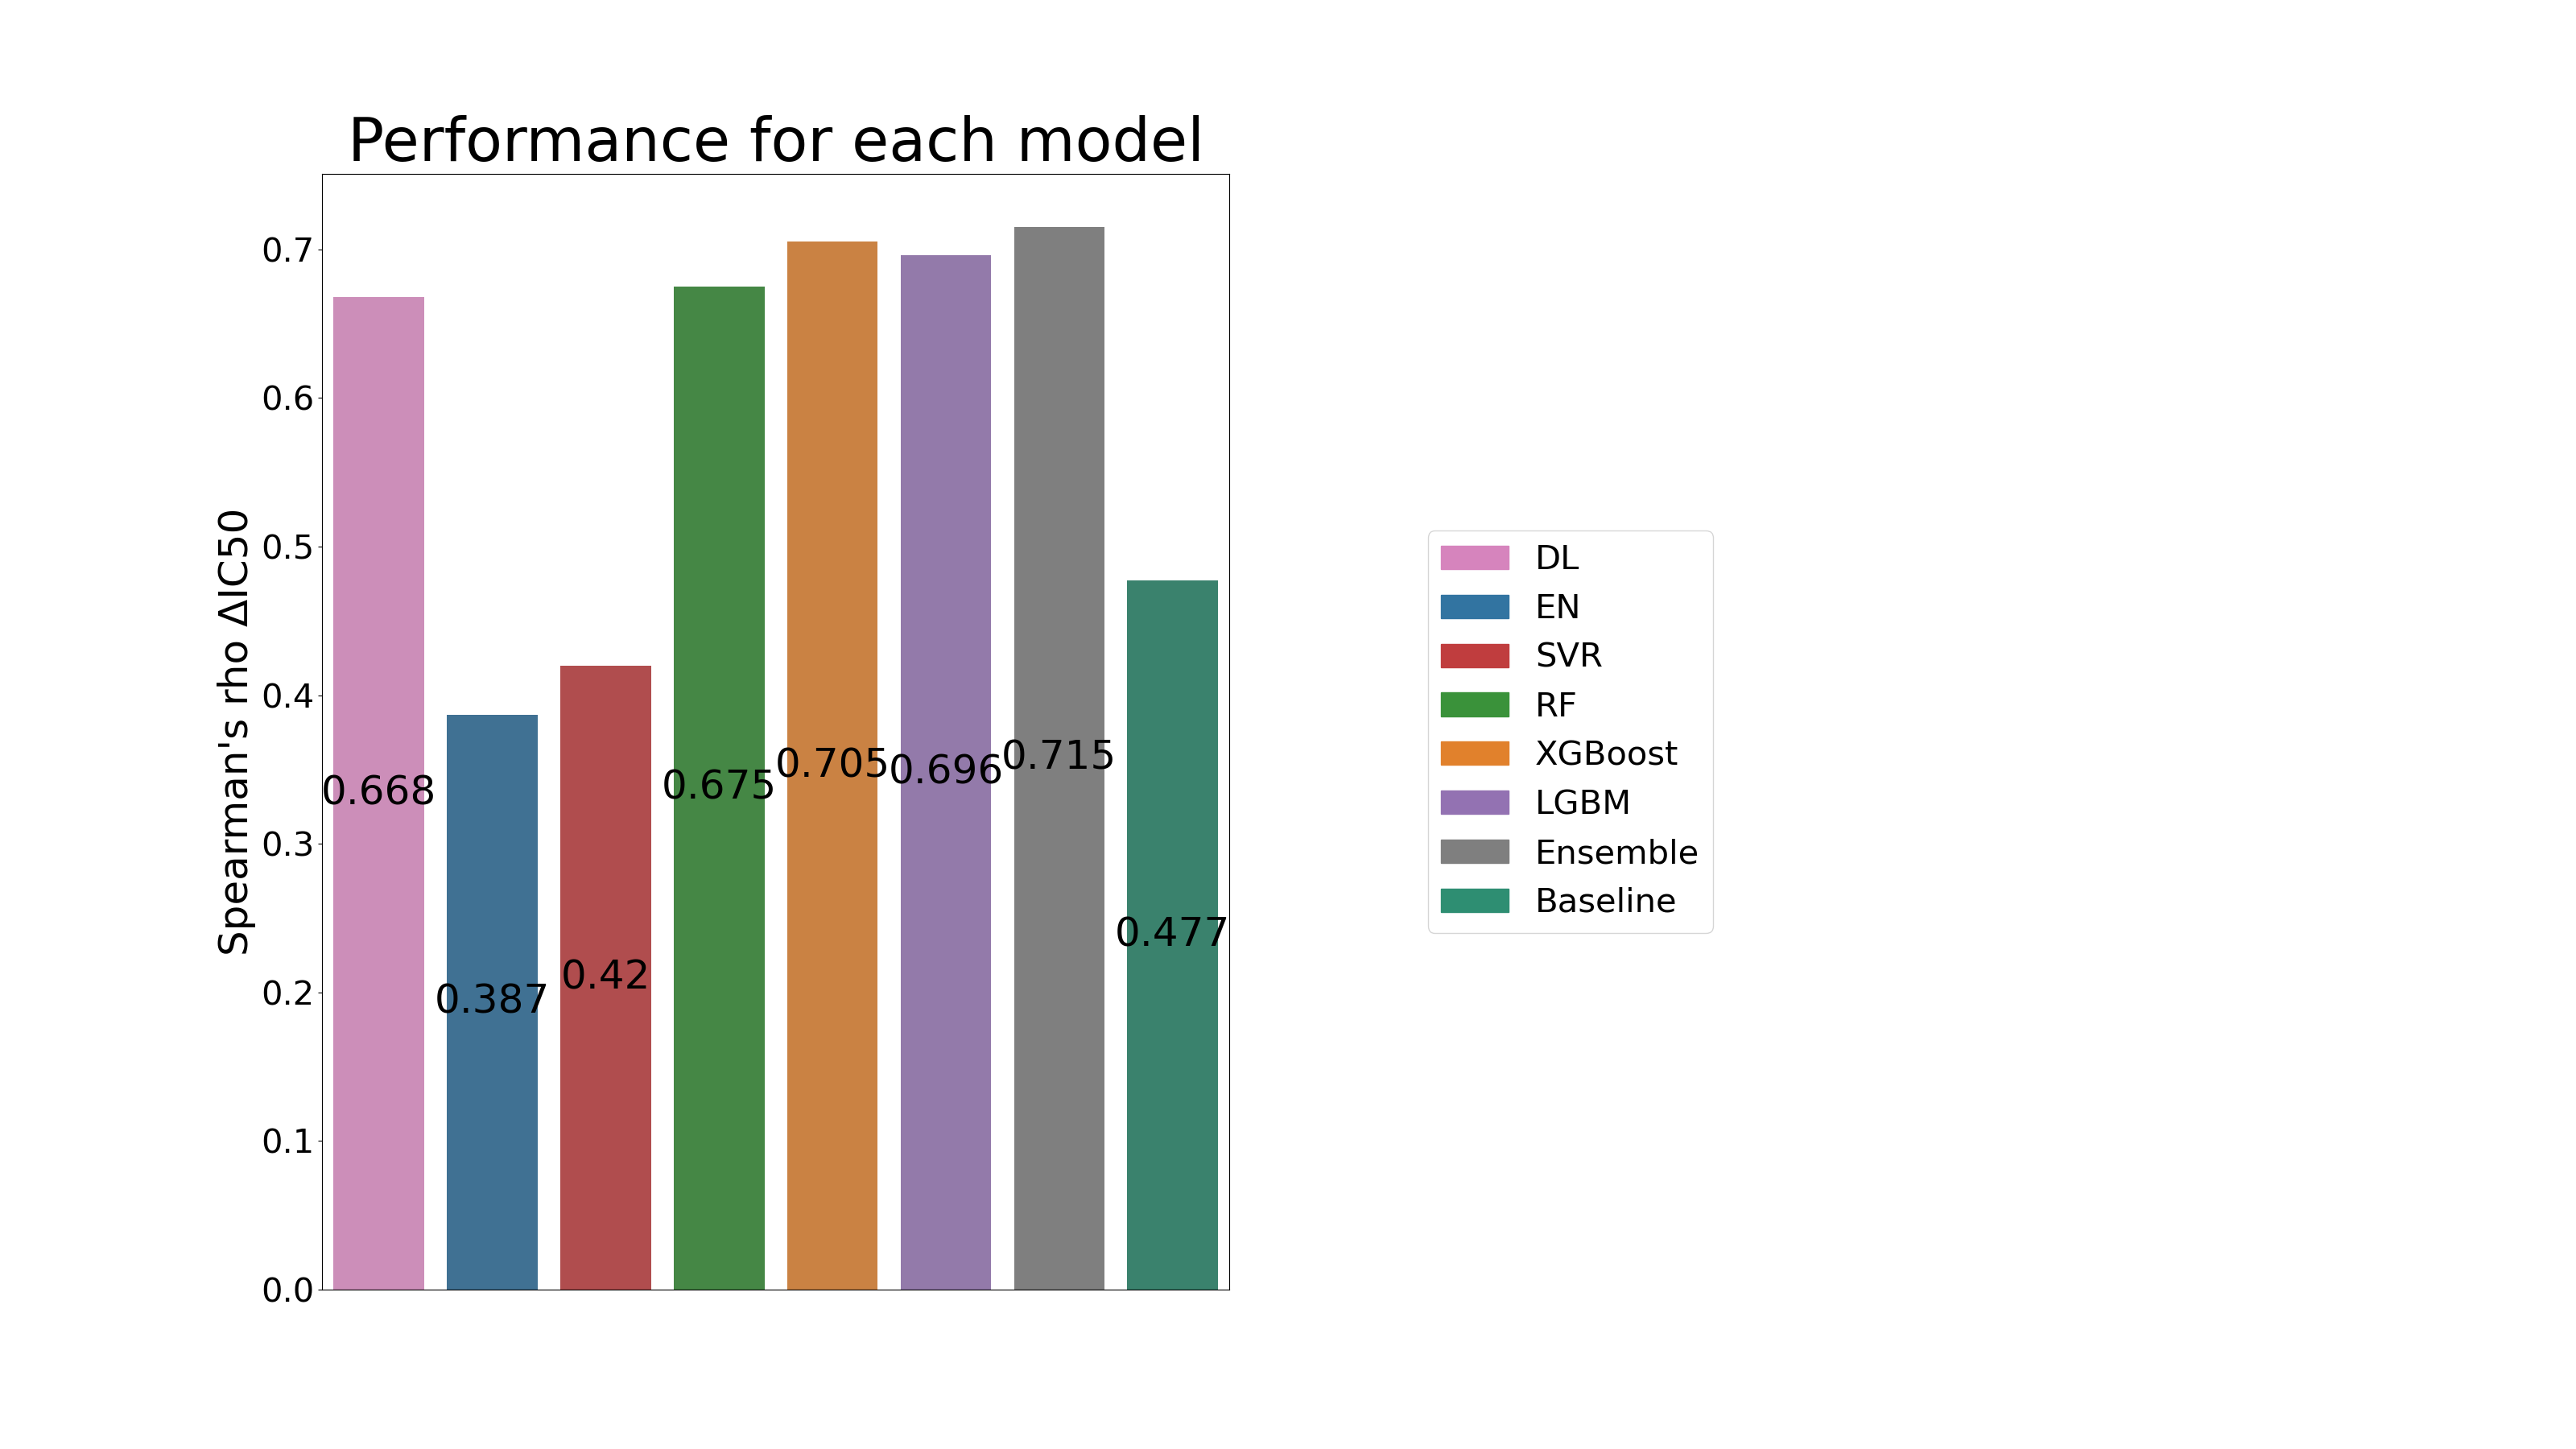 Performance for each model
Spearman's rho ΔIC50
0.7
0.6
0.5
0.4
0.3
0.2
0.1
0.0
0.668
0.387
0.42
0.675
0.705
0.696
0.715
0.477
DL
EN
SVR
RF
XGBoost
LGBM
Ensemble
Baseline